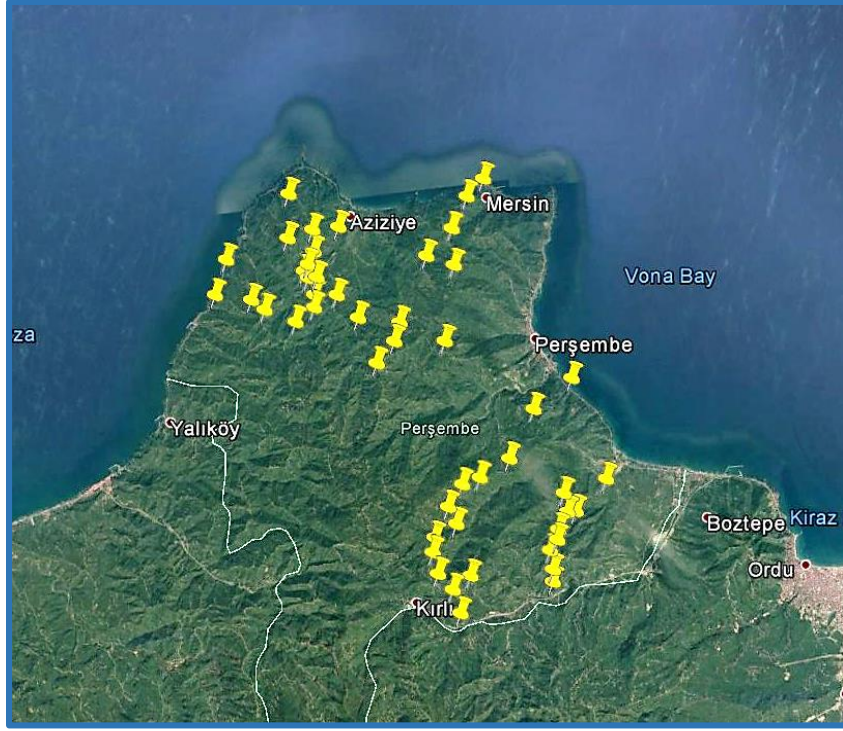 Mersin
Aziziye
Vona Bay
za
Perşembe
Yalıköy
Perşembe
Boztepe
Kiraz
Ordu
Kırlı